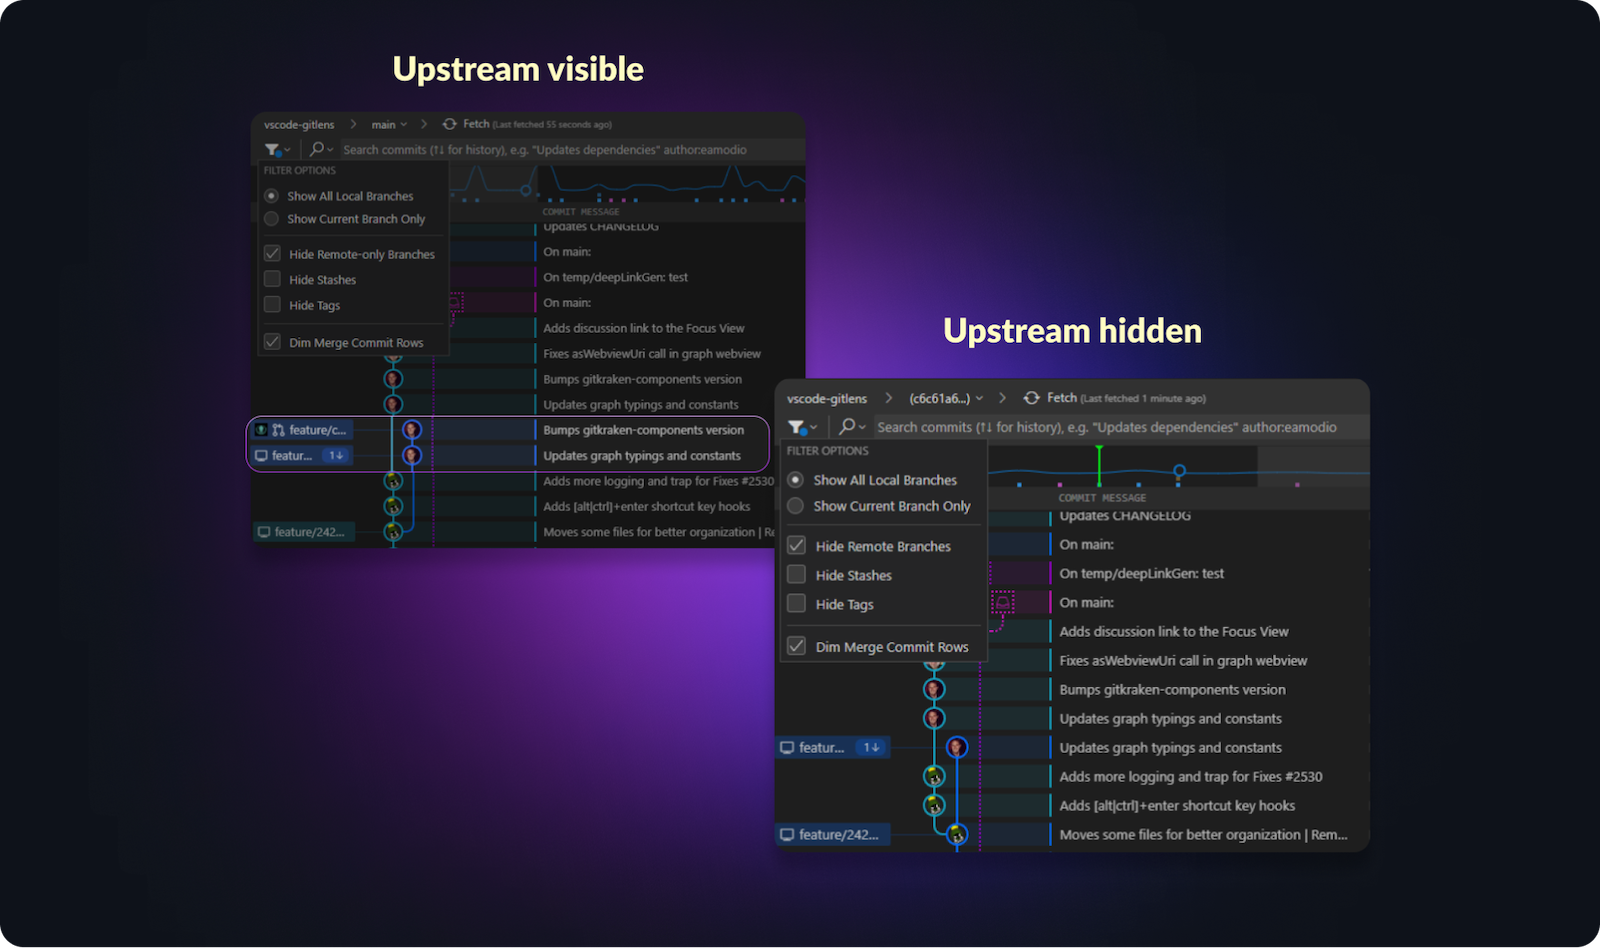 Upstream visible
vscode-gitlens > main Fetch (Last fetched 55 seconds ago)
Search commits (↑↓ for history), e.g. "Updates dependencies" author:eamodio
FILTER OPTIONS
Show All Local Branches
Show Current Branch Only
Hide Remote-only Branches
Hide Stashes
Hide Tags
Dim Merge Commit Rows
COMMIT MESSAGE
Updates CHANGELOG
On main:
On temp/deepLinkGen: test
On main:
Adds discussion link to the Focus View
Fixes asWebviewUri call in graph webview
Bumps gitkraken-components version
Updates graph typings and constants
feature/c... Bumps gitkraken-components version
featur... 1↓ Updates graph typings and constants
Adds more logging and trap for Fixes #2530
Adds [alt|ctrl]+enter shortcut key hooks
feature/242... Moves some files for better organization | Re
Upstream hidden
vscode-gitlens > (c6c61a6...) > Fetch (Last fetched 1 minute ago)
Search commits (↑↓ for history), e.g. "Updates dependencies" author:eamodio
FILTER OPTIONS
Show All Local Branches
Show Current Branch Only
Hide Remote Branches
Hide Stashes
Hide Tags
Dim Merge Commit Rows
COMMIT MESSAGE
Updates CHANGELOG
On main:
On temp/deepLinkGen: test
On main:
Adds discussion link to the Focus View
Fixes asWebviewUri call in graph webview
Bumps gitkraken-components version
Updates graph typings and constants
featur... 1↓ Updates graph typings and constants
Adds more logging and trap for Fixes #2530
Adds [alt|ctrl]+enter shortcut key hooks
feature/242... Moves some files for better organization | Rem...